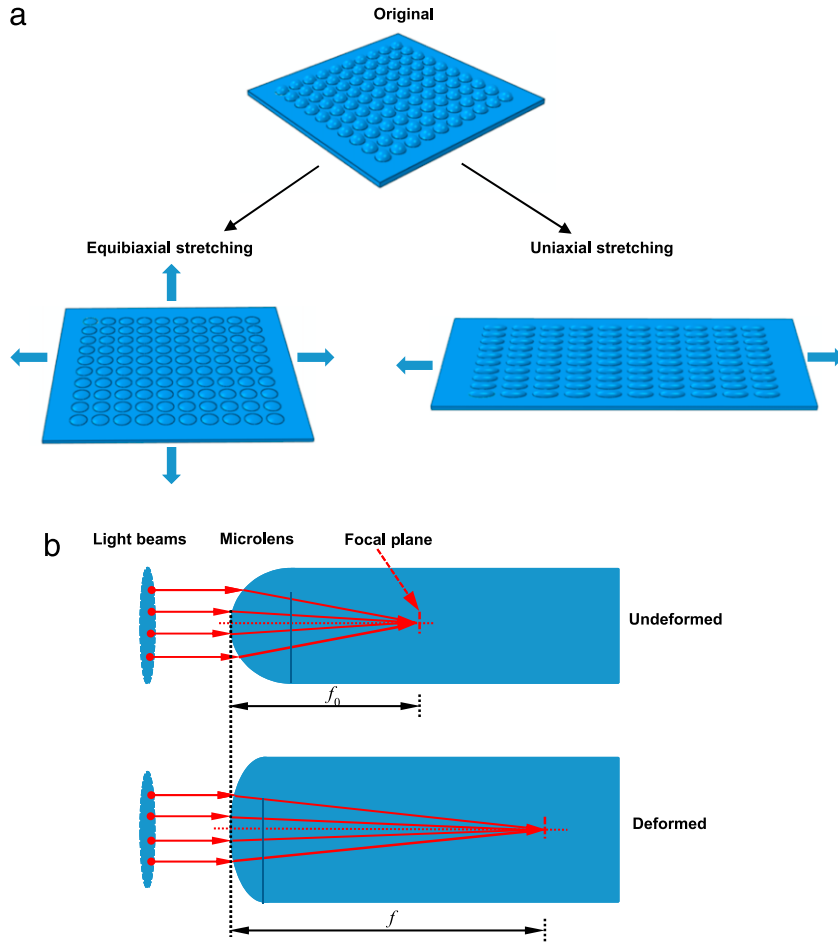 a
Original
Equibiaxial stretching
Uniaxial stretching
b
Light beams
Microlens
Focal plane
Undeformed
f0
Deformed
f